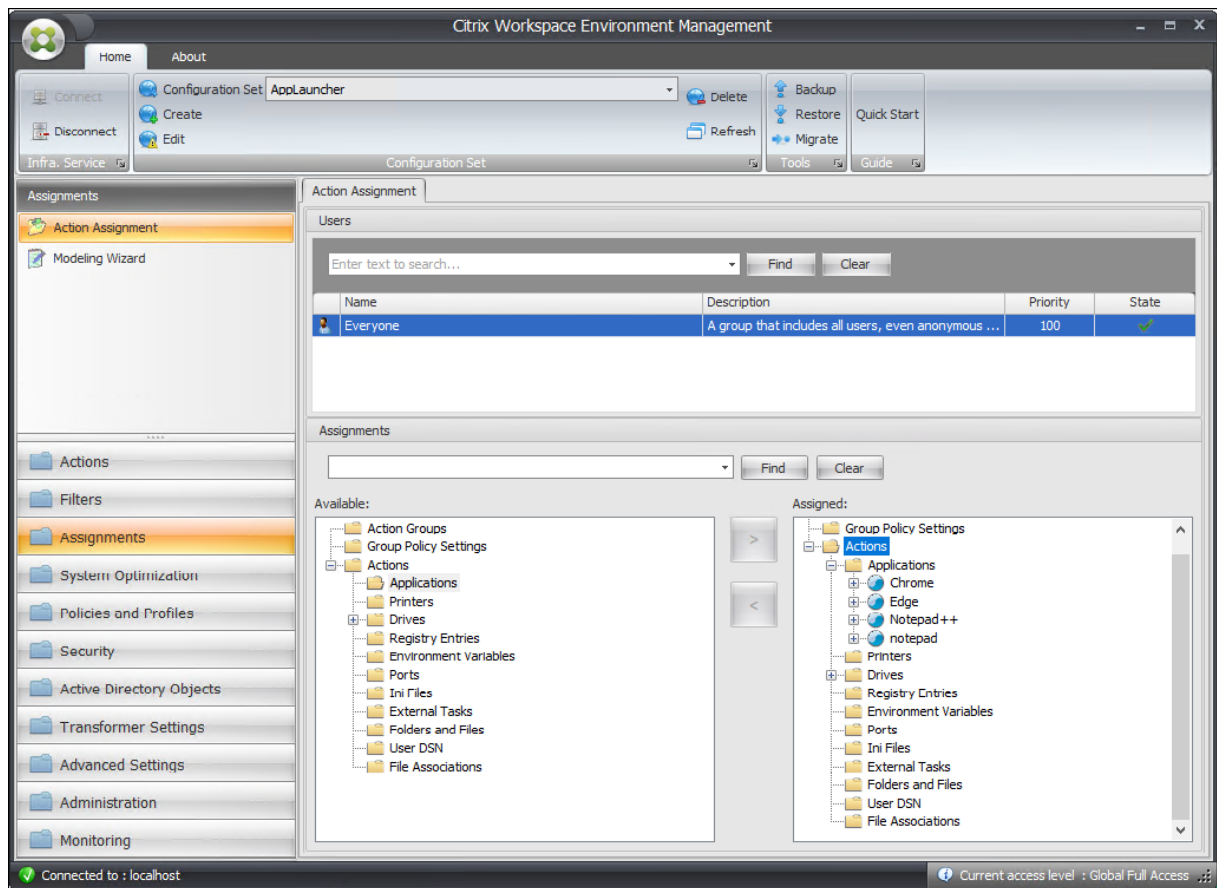 Citrix Workspace Environment Management
Home About
Connect
Disconnect
Infra. Service
Configuration Set AppLauncher
Create
Edit
Delete
Refresh
Configuration Set
Backup
Restore
Migrate
Tools
Quick Start
Guide
Assignments
Action Assignment
Modeling Wizard
Actions
Filters
Assignments
System Optimization
Policies and Profiles
Security
Active Directory Objects
Transformer Settings
Advanced Settings
Administration
Monitoring
Action Assignment
Users
Enter text to search...
Find
Clear
Name Description Priority State
Everyone A group that includes all users, even anonymous ... 100
Assignments
Find
Clear
Available:
Action Groups
Group Policy Settings
Actions
Applications
Printers
Drives
Registry Entries
Environment Variables
Ports
Ini Files
External Tasks
Folders and Files
User DSN
File Associations
>
<
Assigned:
Group Policy Settings
Actions
Applications
Chrome
Edge
Notepad++
notepad
Printers
Drives
Registry Entries
Environment Variables
Ports
Ini Files
External Tasks
Folders and Files
User DSN
File Associations
Connected to : localhost
Current access level : Global Full Access